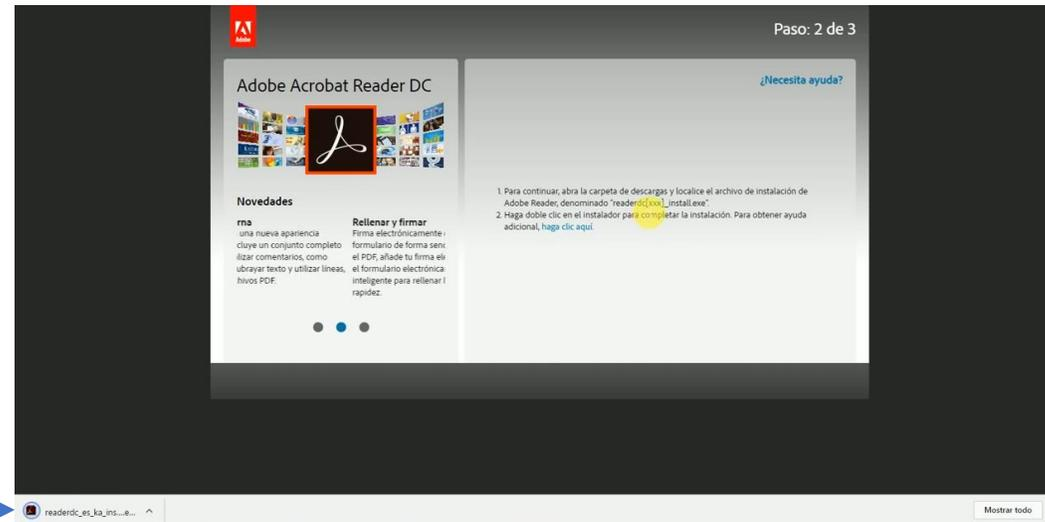 Adobe
Paso: 2 de 3
Adobe Acrobat Reader DC
Novedades
rna
una nueva apariencia
cluye un conjunto completo
ilizar comentarios, como
ubrayar texto y utilizar líneas,
hivos PDF.
Rellenar y firmar
Firma electrónicamente
formulario de forma senc
el PDF, añade tu firma ele
el formulario electrónica
inteligente para rellenar l
rapidez.
¿Necesita ayuda?
1. Para continuar, abra la carpeta de descargas y localice el archivo de instalación de
Adobe Reader, denominado "readerdc[xxx]_install.exe".
2. Haga doble clic en el instalador para completar la instalación. Para obtener ayuda
adicional, haga clic aquí.
readerdc_es_ka_ins....e...
Mostrar todo